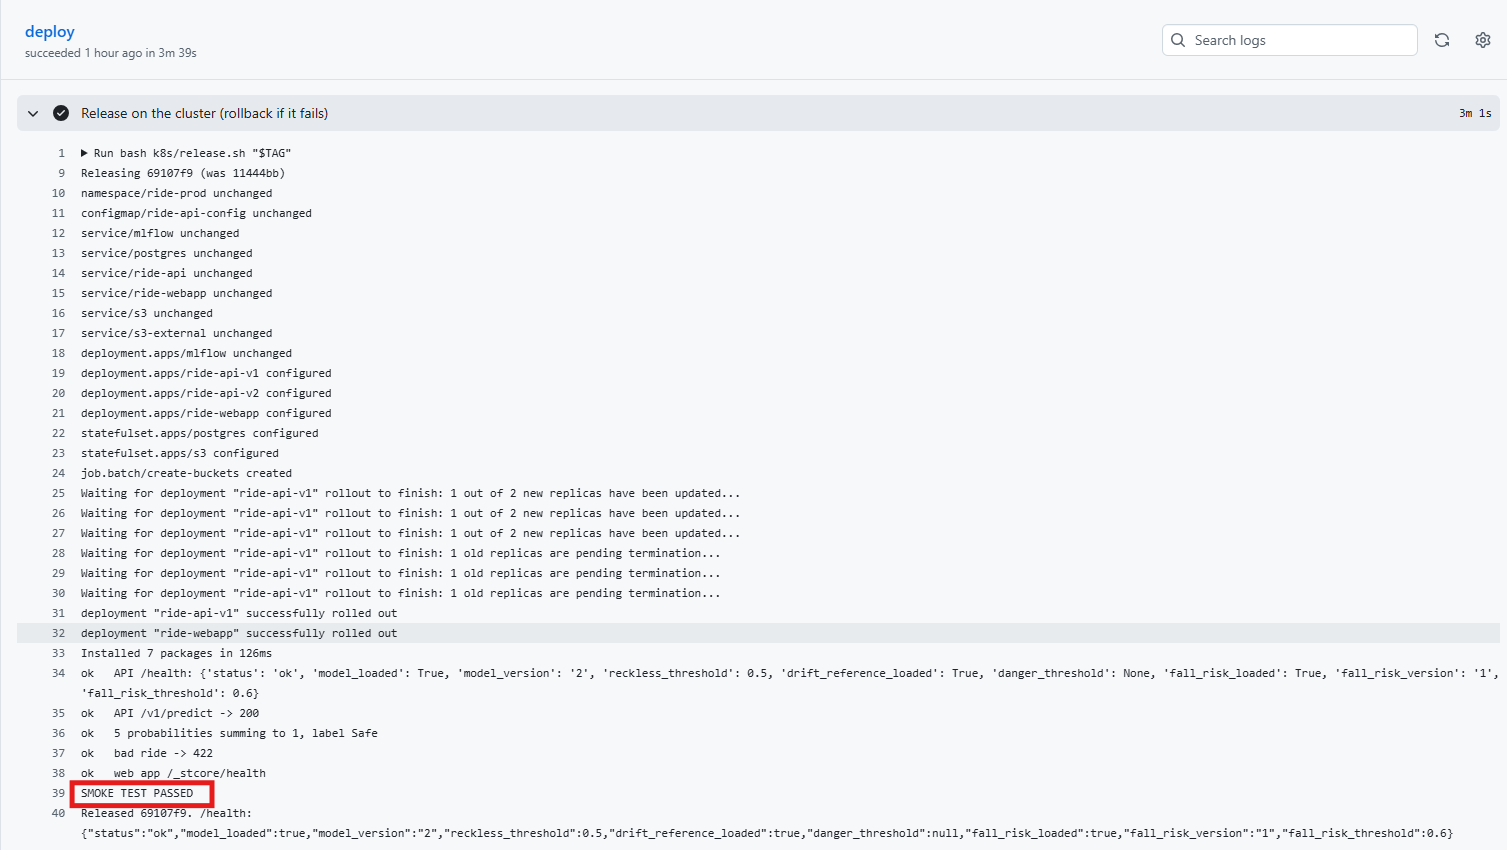 deploy
succeeded 1 hour ago in 3m 39s
Search logs
Release on the cluster (rollback if it fails)
3m 1s
1 Run bash k8s/release.sh "$TAG"
9 Releasing 69107f9 (was 11444bb)
10 namespace/ride-prod unchanged
11 configmap/ride-api-config unchanged
12 service/mlflow unchanged
13 service/postgres unchanged
14 service/ride-api unchanged
15 service/ride-webapp unchanged
16 service/s3 unchanged
17 service/s3-external unchanged
18 deployment.apps/mlflow unchanged
19 deployment.apps/ride-api-v1 configured
20 deployment.apps/ride-api-v2 configured
21 deployment.apps/ride-webapp configured
22 statefulset.apps/postgres configured
23 statefulset.apps/s3 configured
24 job.batch/create-buckets created
25 Waiting for deployment "ride-api-v1" rollout to finish: 1 out of 2 new replicas have been updated...
26 Waiting for deployment "ride-api-v1" rollout to finish: 1 out of 2 new replicas have been updated...
27 Waiting for deployment "ride-api-v1" rollout to finish: 1 out of 2 new replicas have been updated...
28 Waiting for deployment "ride-api-v1" rollout to finish: 1 old replicas are pending termination...
29 Waiting for deployment "ride-api-v1" rollout to finish: 1 old replicas are pending termination...
30 Waiting for deployment "ride-api-v1" rollout to finish: 1 old replicas are pending termination...
31 deployment "ride-api-v1" successfully rolled out
32 deployment "ride-webapp" successfully rolled out
33 Installed 7 packages in 126ms
34 ok API /health: {'status': 'ok', 'model_loaded': True, 'model_version': '2', 'reckless_threshold': 0.5, 'drift_reference_loaded': True, 'danger_threshold': None, 'fall_risk_loaded': True, 'fall_risk_version': '1',
'fall_risk_threshold': 0.6}
35 ok API /v1/predict -> 200
36 ok 5 probabilities summing to 1, label Safe
37 ok bad ride -> 422
38 ok web app /_stcore/health
39 SMOKE TEST PASSED
40 Released 69107f9. /health:
{"status":"ok","model_loaded":true,"model_version":"2","reckless_threshold":0.5,"drift_reference_loaded":true,"danger_threshold":null,"fall_risk_loaded":true,"fall_risk_version":"1","fall_risk_threshold":0.6}